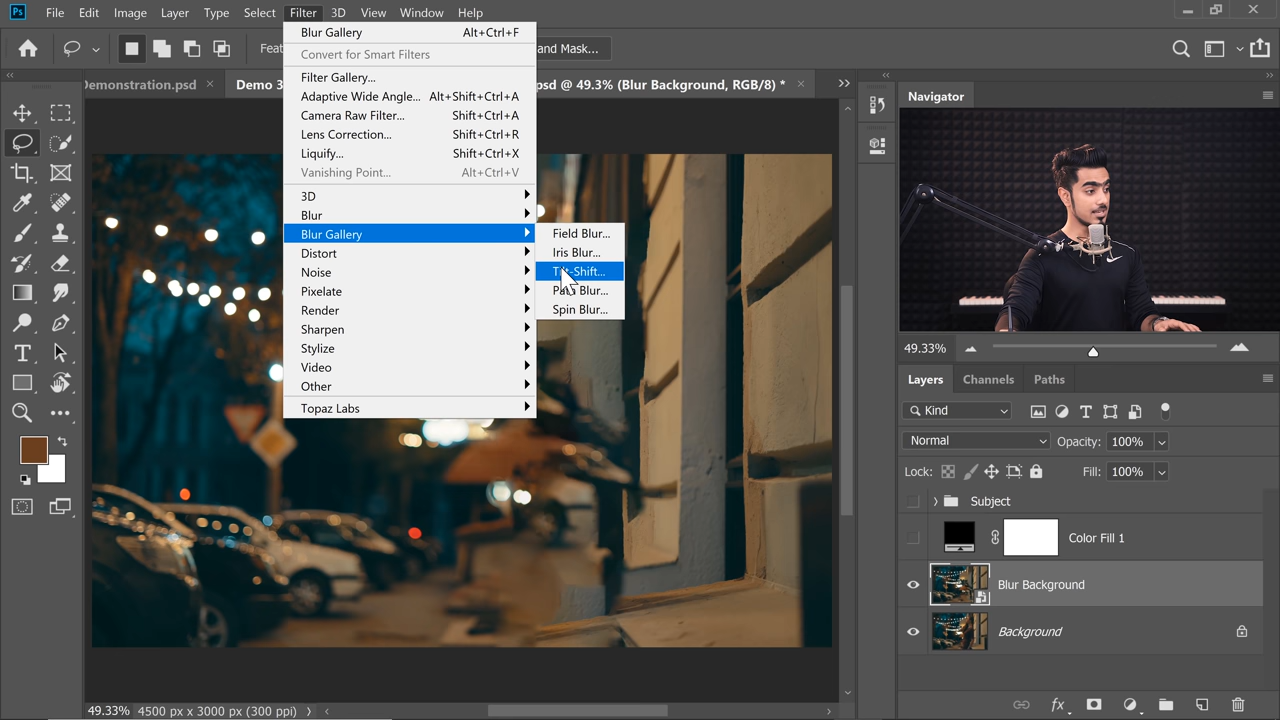 Ps File Edit Image Layer Type Select Filter 3D View Window Help
and Mask...
Demonstration.psd × Demo 3 psd @ 49.3% (Blur Background, RGB/8) * ×
Blur Gallery Alt+Ctrl+F
Convert for Smart Filters
Filter Gallery...
Adaptive Wide Angle... Alt+Shift+Ctrl+A
Camera Raw Filter... Shift+Ctrl+A
Lens Correction... Shift+Ctrl+R
Liquify... Shift+Ctrl+X
Vanishing Point... Alt+Ctrl+V
3D
Blur
Blur Gallery
Distort
Noise
Pixelate
Render
Sharpen
Stylize
Video
Other
Topaz Labs
Field Blur...
Iris Blur...
Tilt-Shift...
Path Blur...
Spin Blur...
Navigator
49.33%
Layers Channels Paths
Kind
Normal Opacity: 100%
Lock: Fill: 100%
Subject
Color Fill 1
Blur Background
Background
49.33% 4500 px x 3000 px (300 ppi)